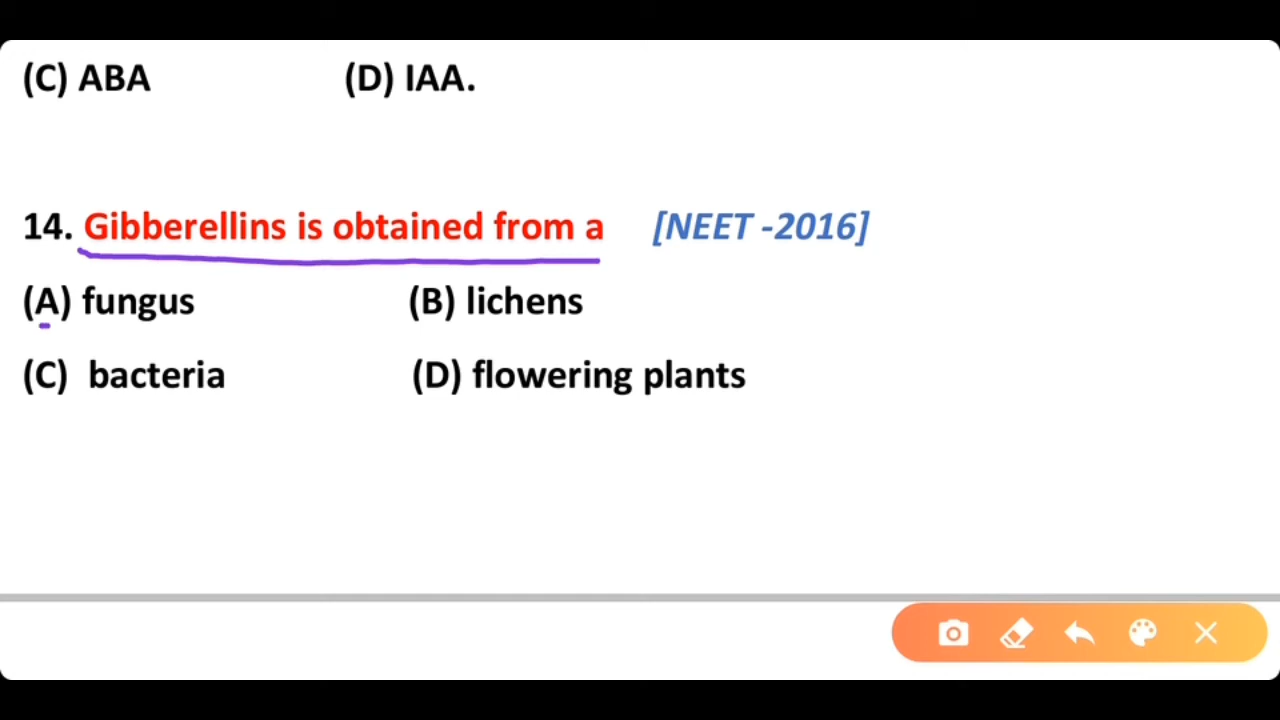 (C) ABA (D) IAA.
14. Gibberellins is obtained from a [NEET -2016]
(A) fungus (B) lichens
(C) bacteria (D) flowering plants